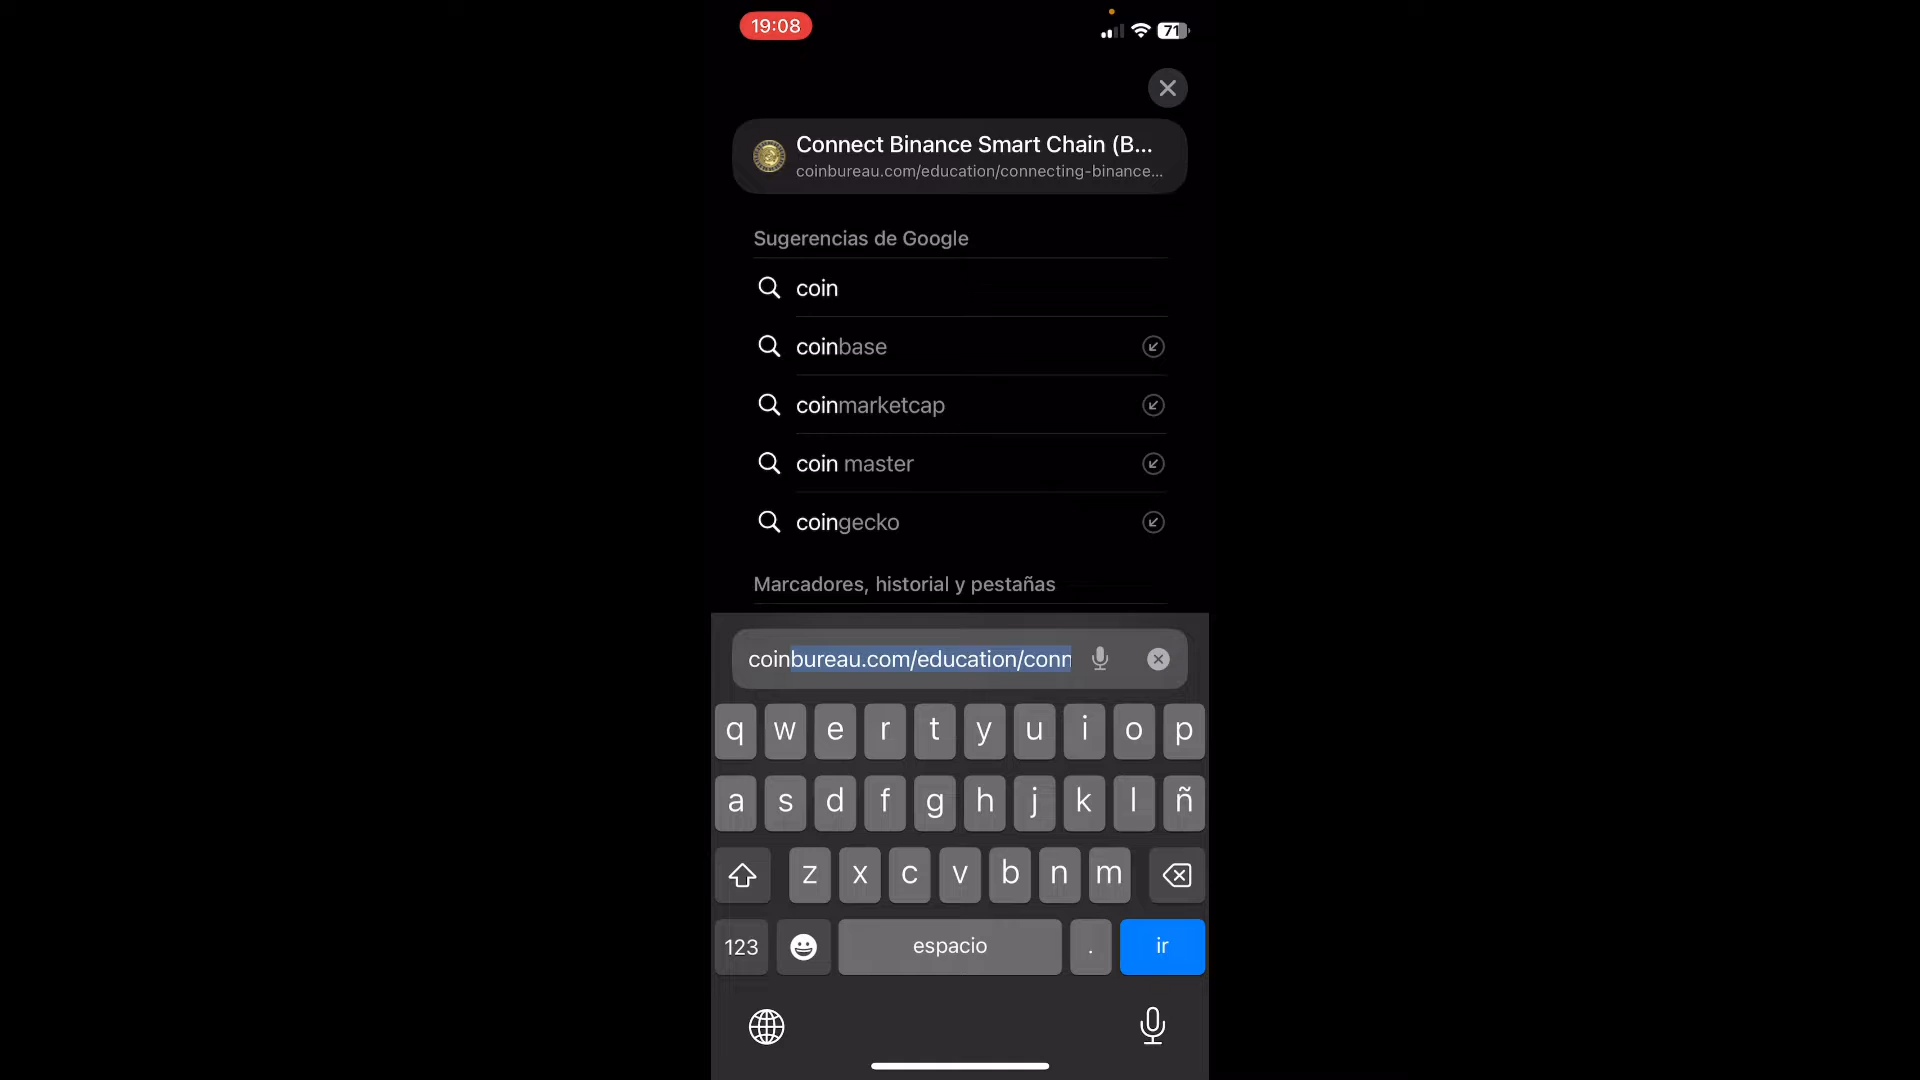 19:08
71
Connect Binance Smart Chain (B...
coinbureau.com/education/connecting-binance...
Sugerencias de Google
coin
coinbase
coinmarketcap
coin master
coingecko
Marcadores, historial y pestañas
coinbureau.com/education/conn
q w e r t y u i o p
a s d f g h j k l ñ
z x c v b n m
123 espacio . ir